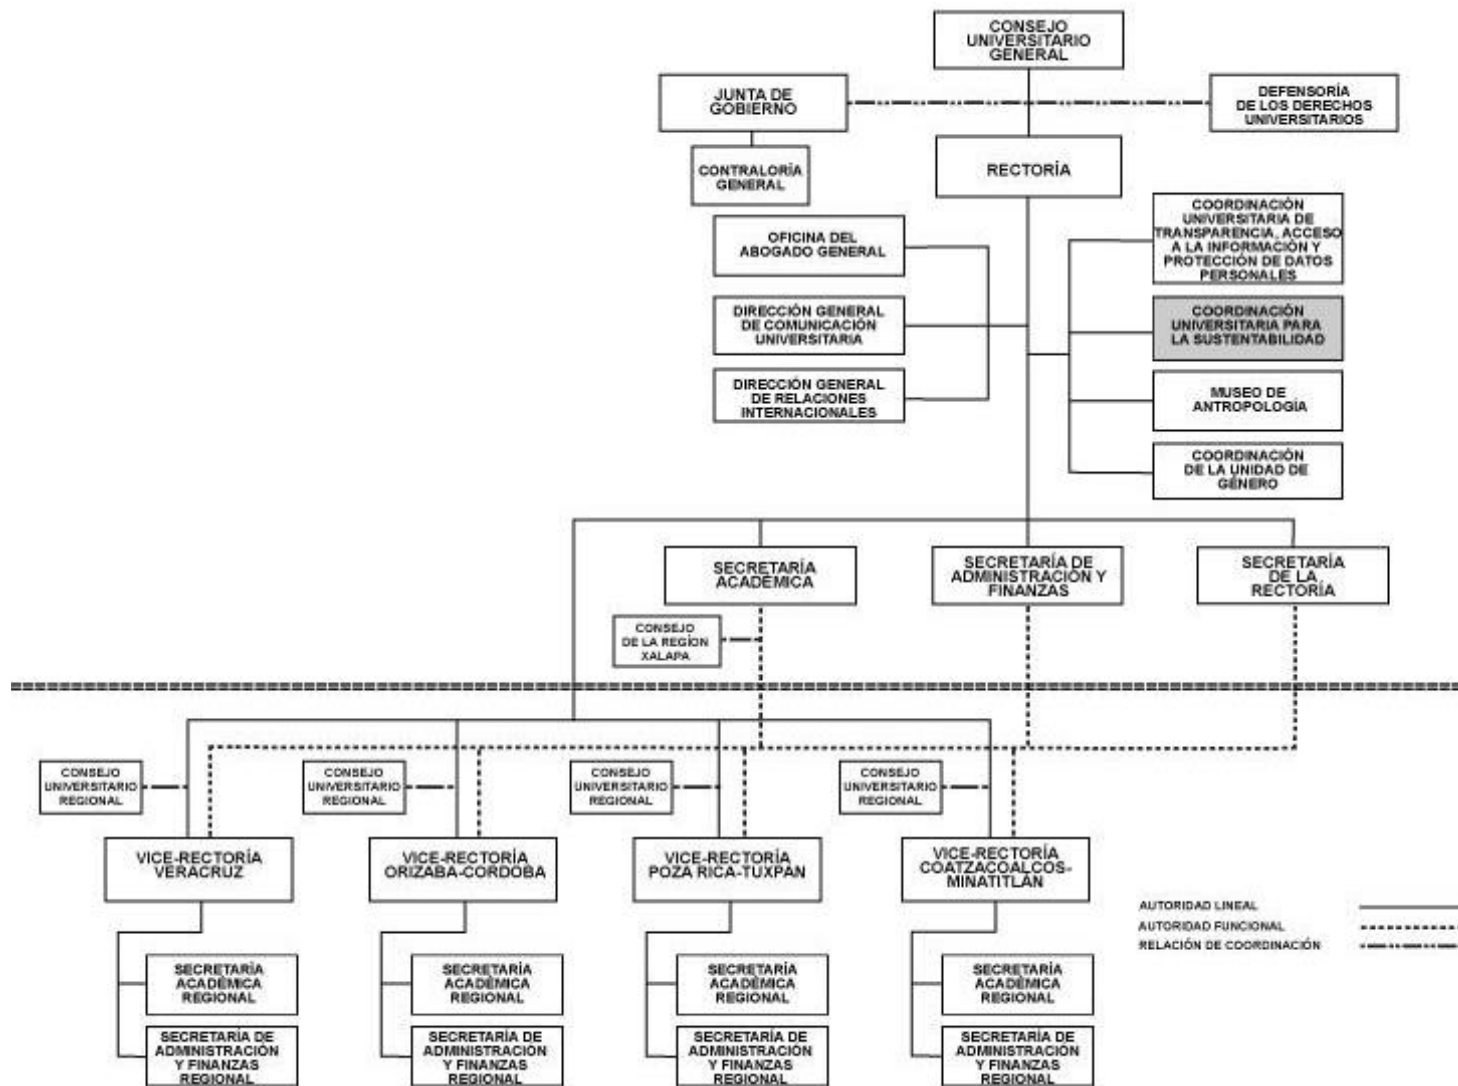 CONSEJO
UNIVERSITARIO
GENERAL
JUNTA DE
GOBIERNO
DEFENSORÍA
DE LOS DERECHOS
UNIVERSITARIOS
CONTRALORÍA
GENERAL
RECTORÍA
OFICINA DEL
ABOGADO GENERAL
COORDINACIÓN
UNIVERSITARIA DE
TRANSPARENCIA, ACCESO
A LA INFORMACIÓN Y
PROTECCIÓN DE DATOS
PERSONALES
DIRECCIÓN GENERAL
DE COMUNICACIÓN
UNIVERSITARIA
COORDINACIÓN
UNIVERSITARIA PARA
LA SUSTENTABILIDAD
DIRECCIÓN GENERAL
DE RELACIONES
INTERNACIONALES
MUSEO DE
ANTROPOLOGÍA
COORDINACIÓN
DE LA UNIDAD DE
GÉNERO
SECRETARÍA
ACADÉMICA
SECRETARÍA DE
ADMINISTRACIÓN Y
FINANZAS
SECRETARÍA
DE LA
RECTORÍA
CONSEJO
DE LA REGÍON
XALAPA
CONSEJO
UNIVERSITARIO
REGIONAL
CONSEJO
UNIVERSITARIO
REGIONAL
CONSEJO
UNIVERSITARIO
REGIONAL
CONSEJO
UNIVERSITARIO
REGIONAL
VICE-RECTORÍA
VERACRUZ
VICE-RECTORÍA
ORIZABA-CORDOBA
VICE-RECTORÍA
POZA RICA-TUXPAN
VICE-RECTORÍA
COATZACOALCOS-
MINATITLÁN
AUTORIDAD LINEAL
AUTORIDAD FUNCIONAL
RELACIÓN DE COORDINACIÓN
SECRETARÍA
ACADÉMICA
REGIONAL
SECRETARÍA
ACADÉMICA
REGIONAL
SECRETARÍA
ACADÉMICA
REGIONAL
SECRETARÍA
ACADÉMICA
REGIONAL
SECRETARÍA DE
ADMINISTRACIÓN
Y FINANZAS
REGIONAL
SECRETARÍA DE
ADMINISTRACIÓN
Y FINANZAS
REGIONAL
SECRETARÍA DE
ADMINISTRACIÓN
Y FINANZAS
REGIONAL
SECRETARÍA DE
ADMINISTRACIÓN
Y FINANZAS
REGIONAL